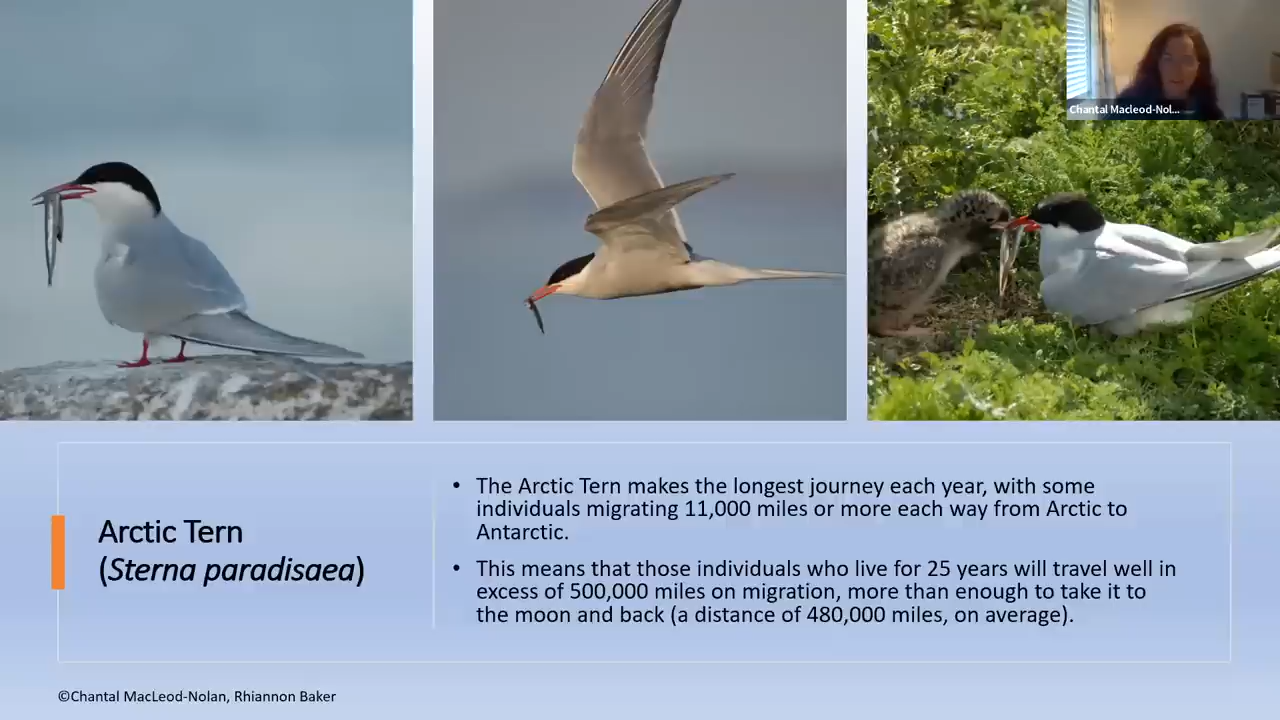 Chantal Macleod-Nol...
Arctic Tern
(Sterna paradisaea)
• The Arctic Tern makes the longest journey each year, with some
individuals migrating 11,000 miles or more each way from Arctic to
Antarctic.
• This means that those individuals who live for 25 years will travel well in
excess of 500,000 miles on migration, more than enough to take it to
the moon and back (a distance of 480,000 miles, on average).
©Chantal MacLeod-Nolan, Rhiannon Baker